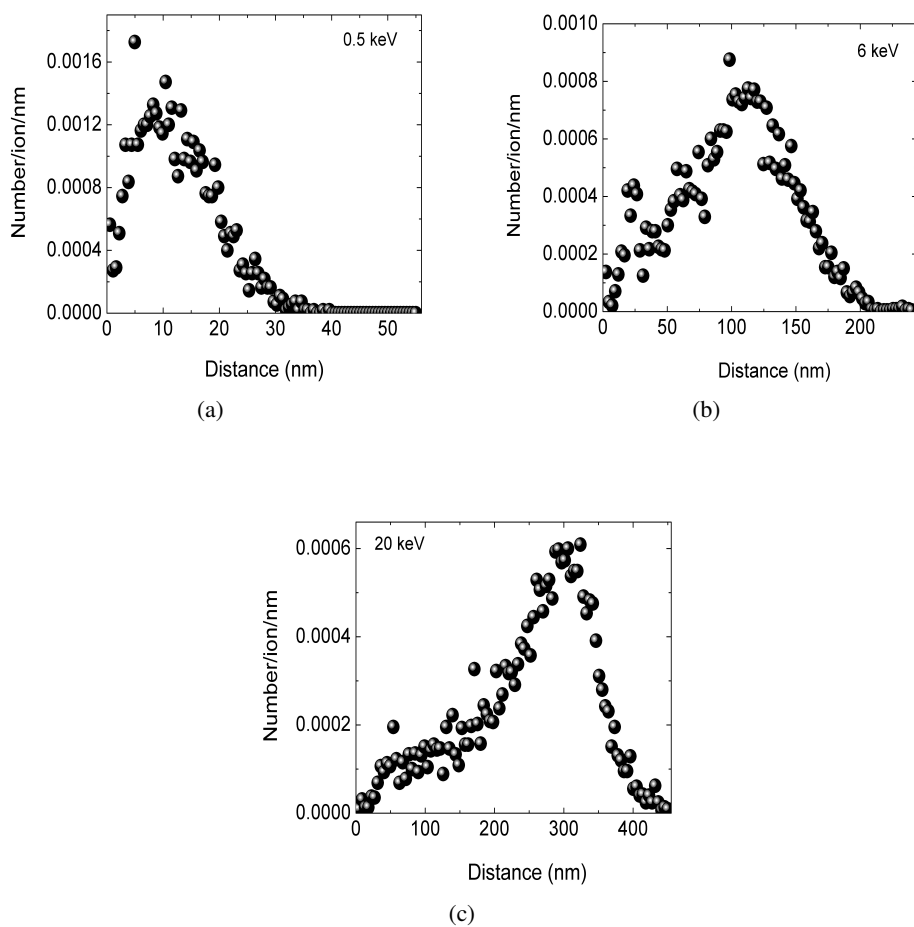 0.5 keV
0.0016
0.0012
0.0008
0.0004
0.0000
Number/ion/nm
0 10 20 30 40 50
Distance (nm)
(a)
6 keV
0.0010
0.0008
0.0006
0.0004
0.0002
0.0000
Number/ion/nm
0 50 100 150 200
Distance (nm)
(b)
20 keV
0.0006
0.0004
0.0002
0.0000
Number/ion/nm
0 100 200 300 400
Distance (nm)
(c)